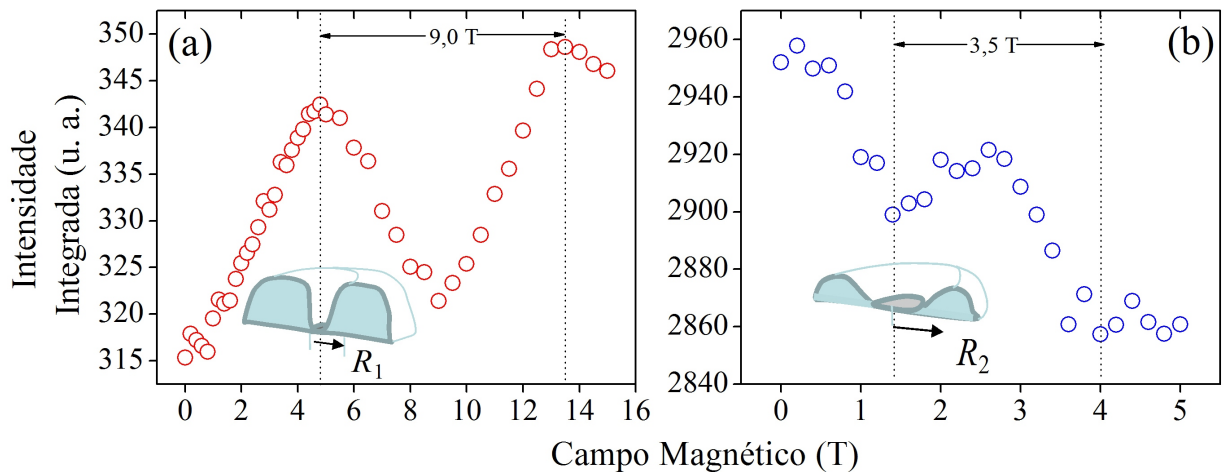 Intensidade
Integrada (u. a.)
(a)
9,0 T
350
345
340
335
330
325
320
315
0 2 4 6 8 10 12 14 16
R1
(b)
3,5 T
2960
2940
2920
2900
2880
2860
2840
0 1 2 3 4 5
R2
Campo Magnético (T)